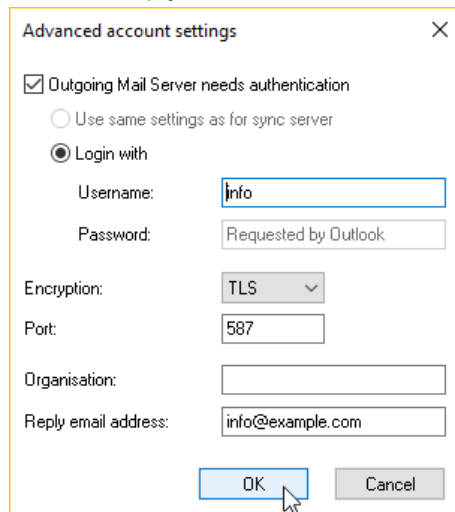 Advanced account settings
Outgoing Mail Server needs authentication
Use same settings as for sync server
Login with
Username: info
Password: Requested by Outlook
Encryption: TLS
Port: 587
Organisation:
Reply email address: info@example.com
OK Cancel